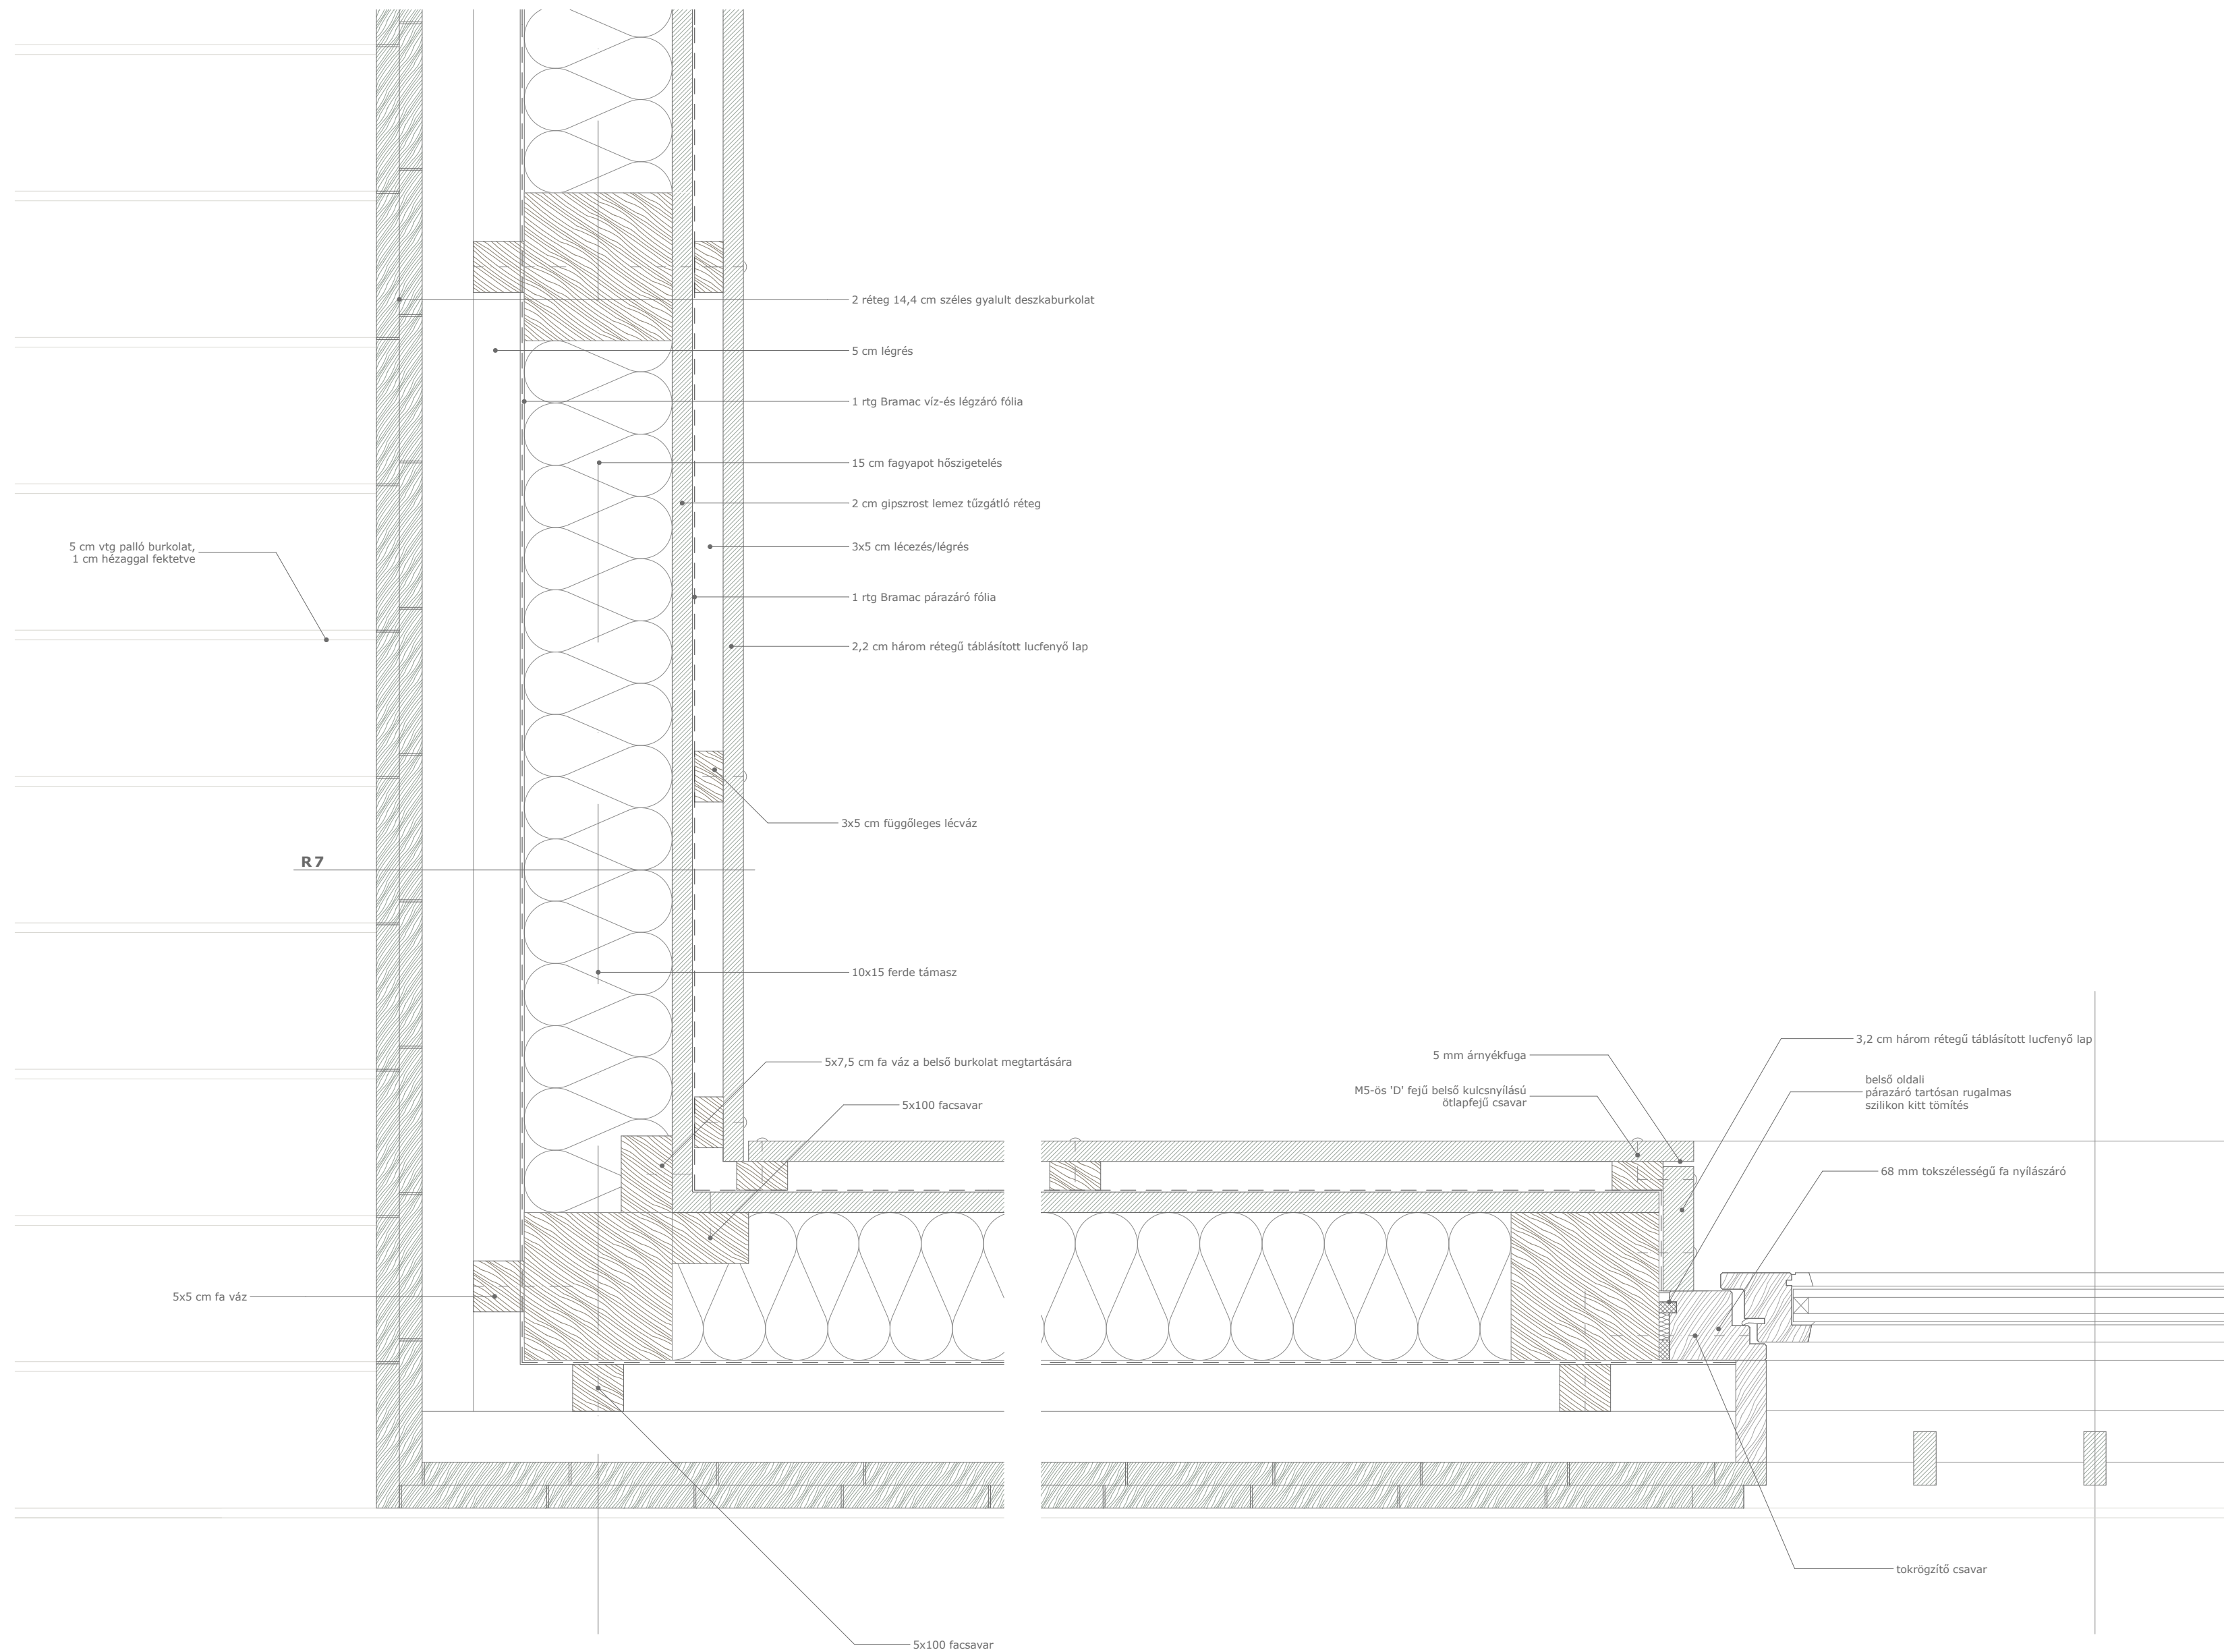 2 réteg 14,4 cm széles gyalult deszkaburkolat
5 cm légrés
1 rtg Bramac víz-és légzáró fólia
15 cm fagyapot hőszigetelés
2 cm gipszrost lemez tűzgátló réteg
5 cm vtg palló burkolat,
1 cm hézaggal fektetve
3x5 cm lécezés/légrés
1 rtg Bramac párazáró fólia
2,2 cm három rétegű táblásított lucfenyő lap
3x5 cm függőleges lécváz
R7
10x15 ferde támasz
5x7,5 cm fa váz a belső burkolat megtartására
5x100 facsavar
5 mm árnyékfuga
M5-ös 'D' fejű belső kulcsnyílású
ötlapfejű csavar
3,2 cm három rétegű táblásított lucfenyő lap
belső oldali
párazáró tartósan rugalmas
szilikon kitt tömítés
68 mm tokszélességű fa nyílászáró
5x5 cm fa váz
tokrögzítő csavar
5x100 facsavar